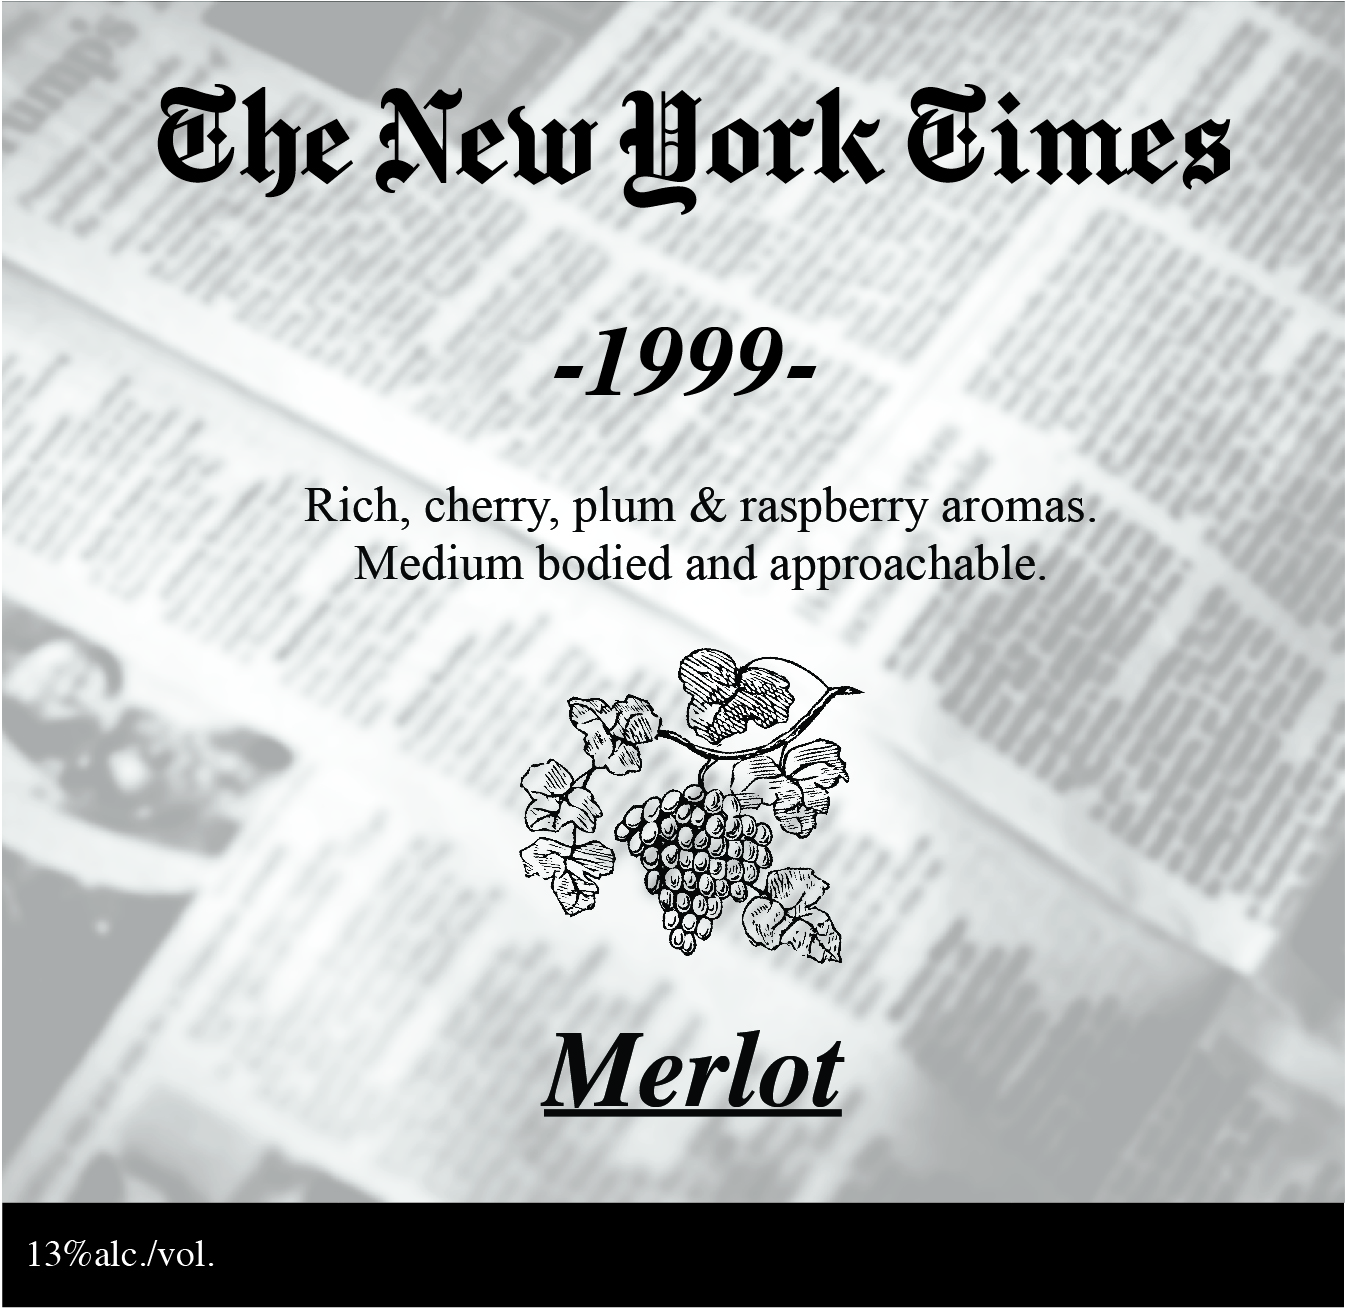 The New York Times
-1999-
Rich, cherry, plum & raspberry aromas.
Medium bodied and approachable.
Merlot
13%alc./vol.